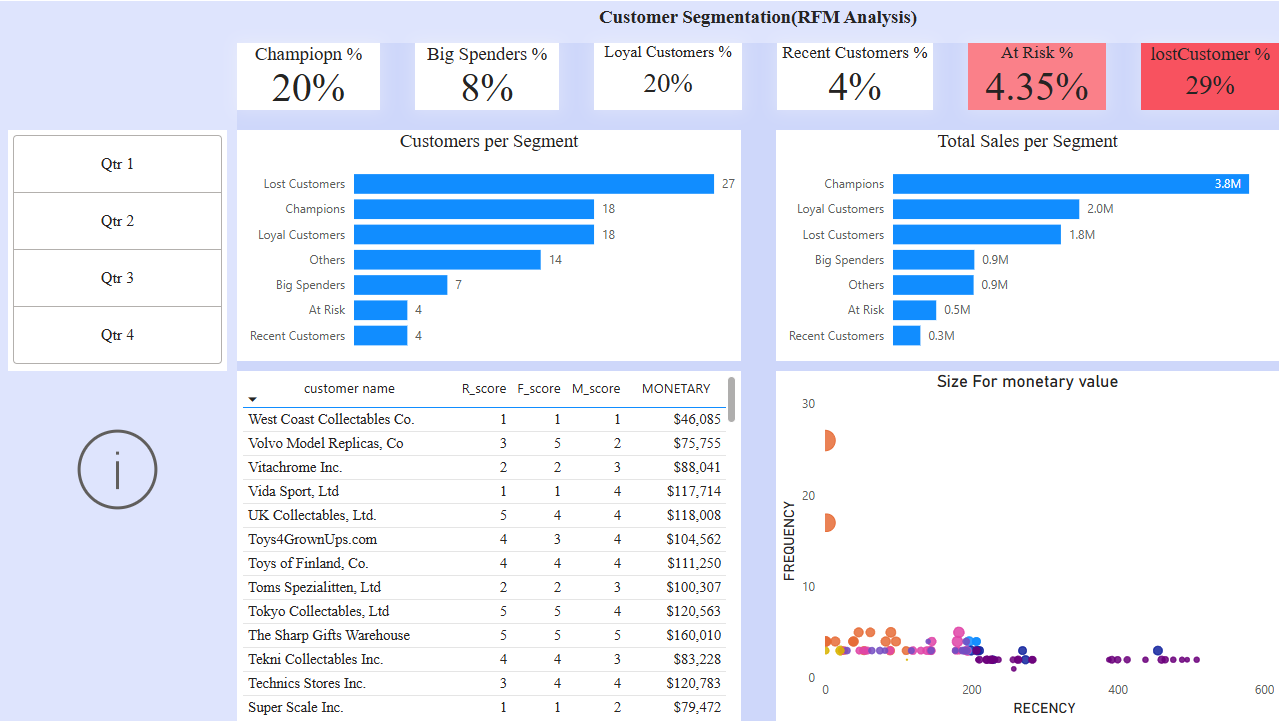 Customer Segmentation(RFM Analysis)
Champiopn %
20%
Big Spenders %
8%
Loyal Customers %
20%
Recent Customers %
4%
At Risk %
4.35%
lostCustomer %
29%
Qtr 1
Qtr 2
Qtr 3
Qtr 4
i
Customers per Segment
Lost Customers 27
Champions 18
Loyal Customers 18
Others 14
Big Spenders 7
At Risk 4
Recent Customers 4
Total Sales per Segment
Champions 3.8M
Loyal Customers 2.0M
Lost Customers 1.8M
Big Spenders 0.9M
Others 0.9M
At Risk 0.5M
Recent Customers 0.3M
customer name R_score F_score M_score MONETARY
West Coast Collectables Co. 1 1 1 $46,085
Volvo Model Replicas, Co 3 5 2 $75,755
Vitachrome Inc. 2 2 3 $88,041
Vida Sport, Ltd 1 1 4 $117,714
UK Collectables, Ltd. 5 4 4 $118,008
Toys4GrownUps.com 4 3 4 $104,562
Toys of Finland, Co. 4 4 4 $111,250
Toms Spezialitten, Ltd 2 2 3 $100,307
Tokyo Collectables, Ltd 5 5 4 $120,563
The Sharp Gifts Warehouse 5 5 5 $160,010
Tekni Collectables Inc. 4 4 3 $83,228
Technics Stores Inc. 3 4 4 $120,783
Super Scale Inc. 1 1 2 $79,472
Size For monetary value
FREQUENCY
30
20
10
0
0 200 400 600
RECENCY